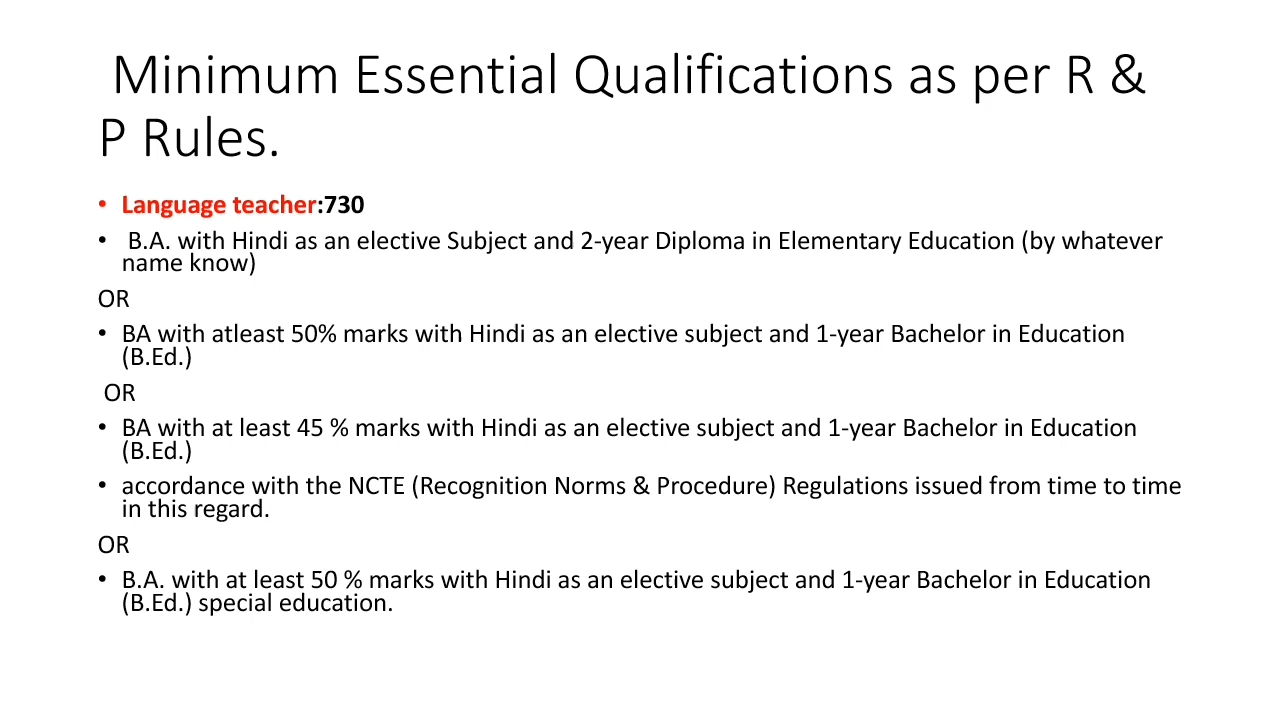 Minimum Essential Qualifications as per R &
P Rules.
• Language teacher:730
• B.A. with Hindi as an elective Subject and 2-year Diploma in Elementary Education (by whatever
name know)
OR
• BA with atleast 50% marks with Hindi as an elective subject and 1-year Bachelor in Education
(B.Ed.)
OR
• BA with at least 45 % marks with Hindi as an elective subject and 1-year Bachelor in Education
(B.Ed.)
• accordance with the NCTE (Recognition Norms & Procedure) Regulations issued from time to time
in this regard.
OR
• B.A. with at least 50 % marks with Hindi as an elective subject and 1-year Bachelor in Education
(B.Ed.) special education.